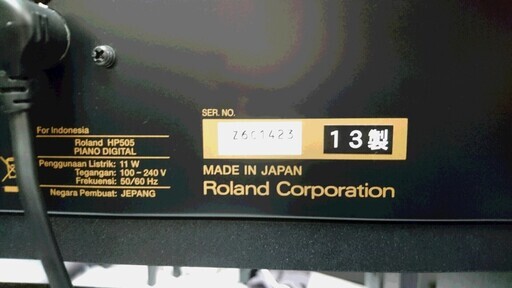 For Indonesia
Roland HP505
PIANO DIGITAL
Penggunaan Listrik: 11 W
Tegangan: 100 – 240 V
Frekuensi: 50/60 Hz
Negara Pembuat: JEPANG
SER. NO.
Z6C1423
13製
MADE IN JAPAN
Roland Corporation